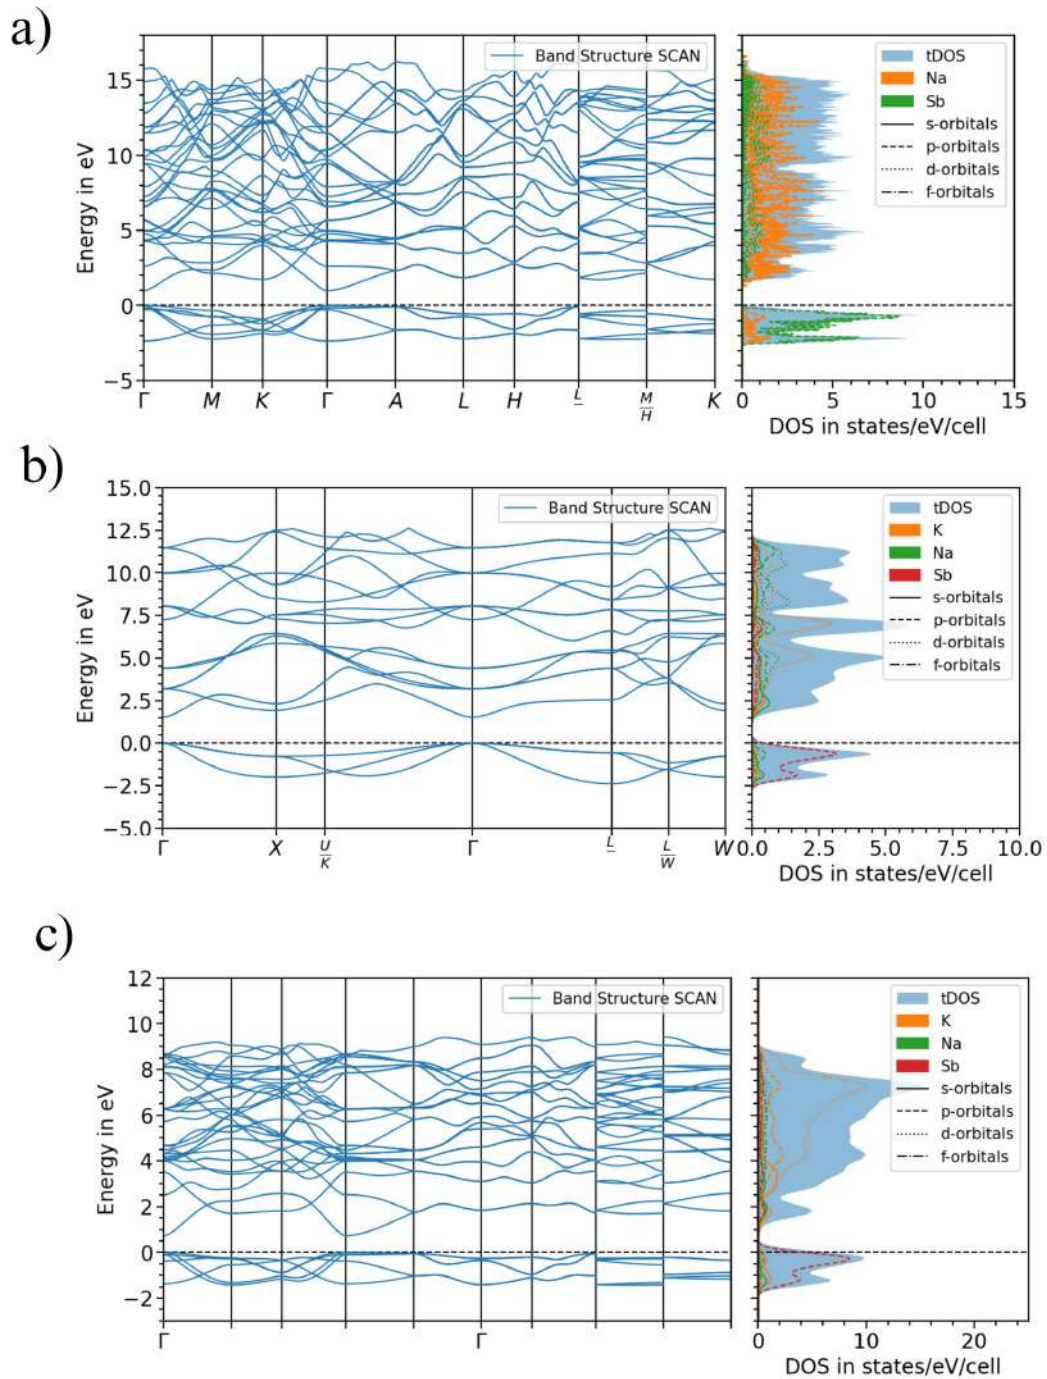 a)
Band Structure SCAN
Energy in eV
15
10
5
0
−5
Γ M K Γ A L H L/− M/H K
tDOS
Na
Sb
s-orbitals
p-orbitals
d-orbitals
f-orbitals
0 3 6 9 12 15
DOS in states/eV/cell
b)
Band Structure SCAN
Energy in eV
15.0
12.5
10.0
7.5
5.0
2.5
0.0
−2.5
−5.0
Γ X U/K Γ L/− L/W W
tDOS
K
Na
Sb
s-orbitals
p-orbitals
d-orbitals
f-orbitals
0.0 2.5 5.0 7.5 10.0
DOS in states/eV/cell
c)
Band Structure SCAN
Energy in eV
12
10
8
6
4
2
0
−2
Γ Γ
tDOS
K
Na
Sb
s-orbitals
p-orbitals
d-orbitals
f-orbitals
0 10 20
DOS in states/eV/cell